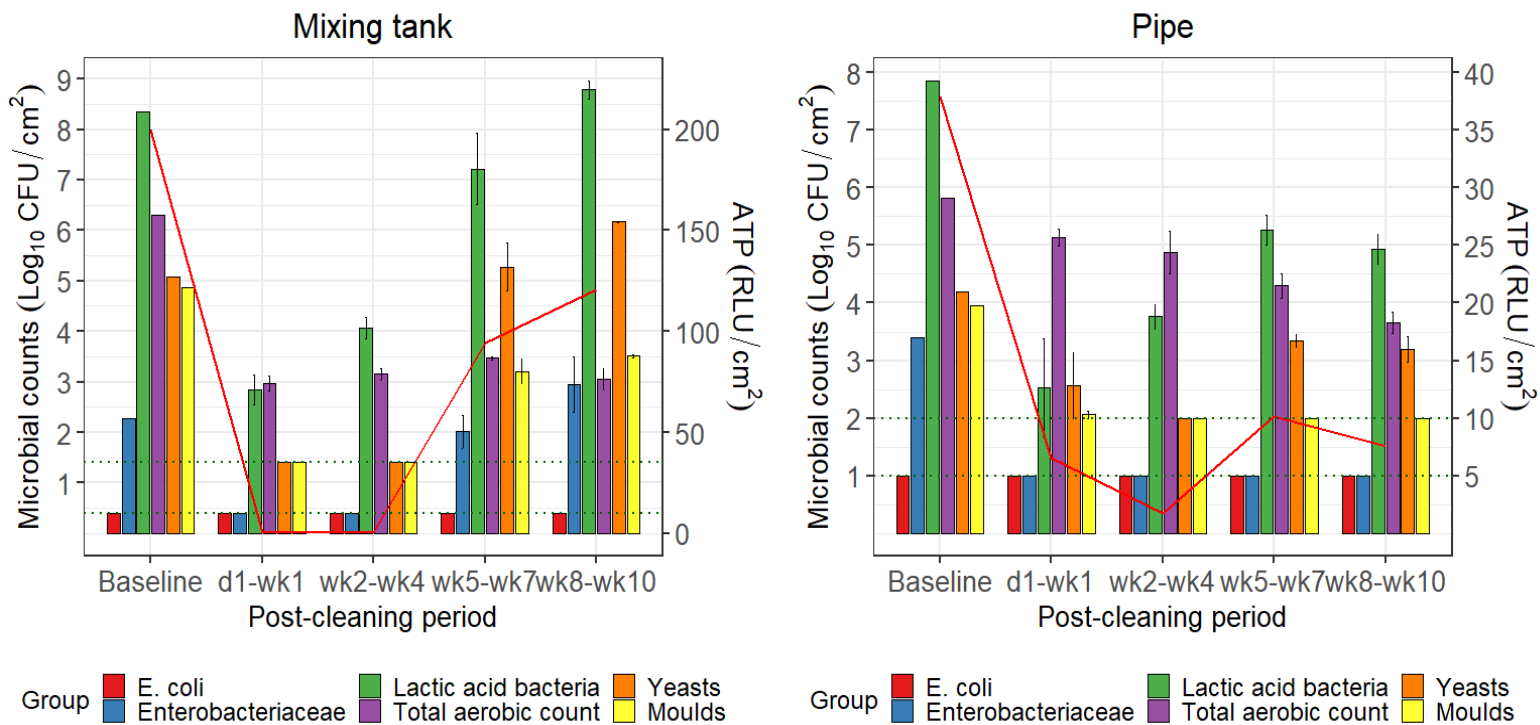 Mixing tank
Microbial counts (Log10 CFU / cm2)
9
8
7
6
5
4
3
2
1
200
150
100
50
0
ATP (RLU / cm2)
Baseline d1-wk1 wk2-wk4 wk5-wk7 wk8-wk10
Post-cleaning period
Group
E. coli
Enterobacteriaceae
Lactic acid bacteria
Total aerobic count
Yeasts
Moulds
Pipe
Microbial counts (Log10 CFU / cm2)
8
7
6
5
4
3
2
1
40
35
30
25
20
15
10
5
ATP (RLU / cm2)
Baseline d1-wk1 wk2-wk4 wk5-wk7 wk8-wk10
Post-cleaning period
Group
E. coli
Enterobacteriaceae
Lactic acid bacteria
Total aerobic count
Yeasts
Moulds